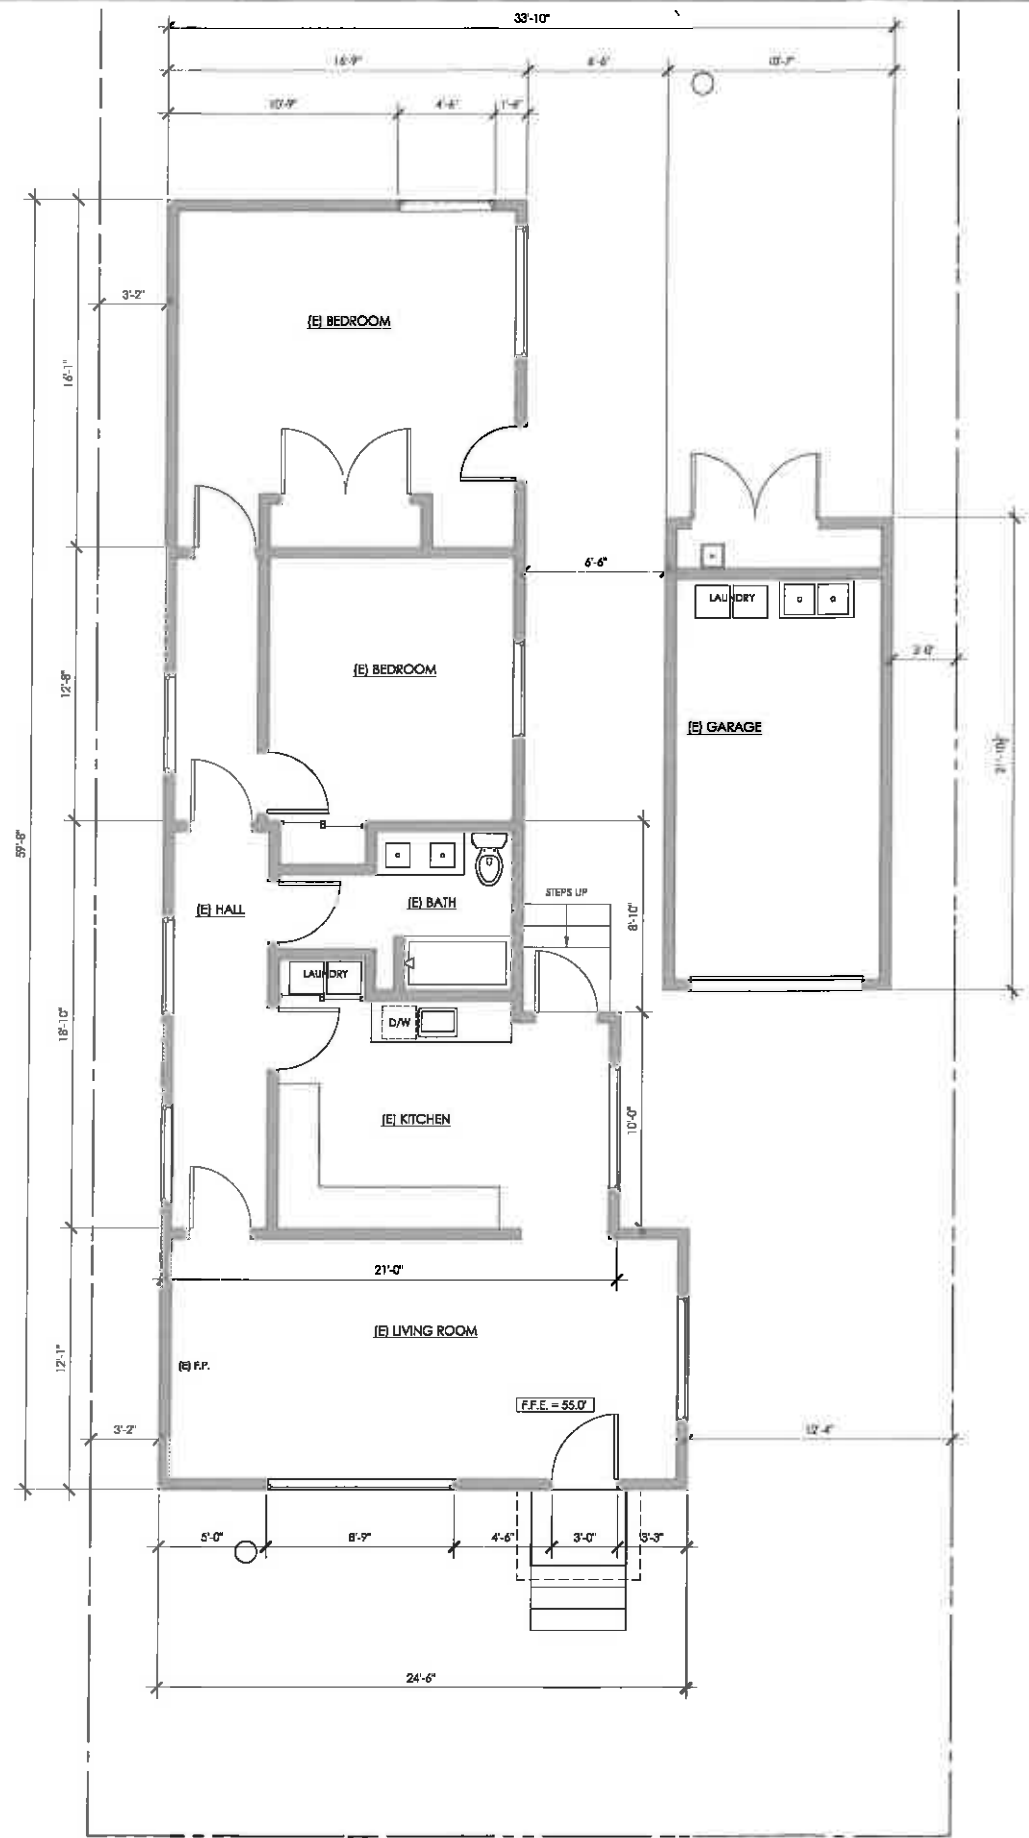 33'-10"
16'-9"
6'-6"
10'-7"
10'-9"
4'-6"
1'-6"
3'-2"
(E) BEDROOM
16'-1"
6'-6"
LAUNDRY
3'-0"
(E) BEDROOM
12'-8"
(E) GARAGE
59'-8"
(E) HALL
(E) BATH
STEPS UP
8'-10"
LAUNDRY
D/W
18'-10"
(E) KITCHEN
10'-0"
21'-0"
(E) LIVING ROOM
12'-1"
(E) F.P.
F.F.E. = 55.0'
3'-2"
12'-4"
5'-0"
8'-9"
4'-6"
3'-0"
3'-3"
24'-6"